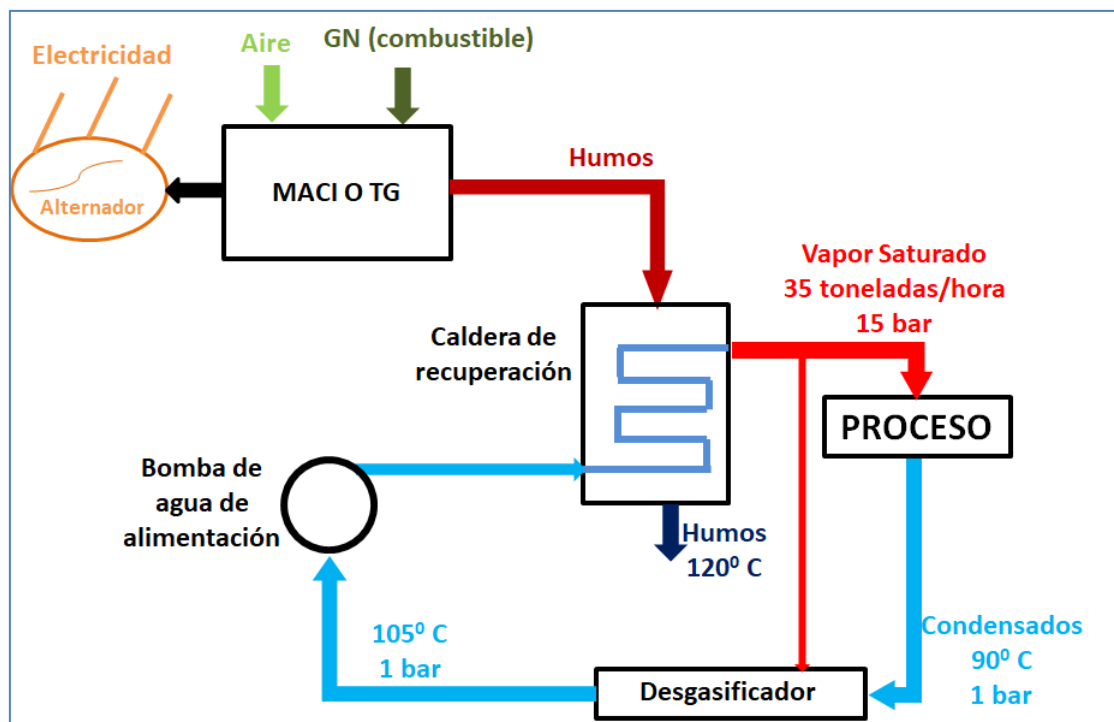 Electricidad
Aire
GN (combustible)
Alternador
MACI O TG
Humos
Vapor Saturado
35 toneladas/hora
15 bar
Caldera de
recuperación
PROCESO
Bomba de
agua de
alimentación
Humos
120⁰ C
105⁰ C
1 bar
Condensados
90⁰ C
1 bar
Desgasificador